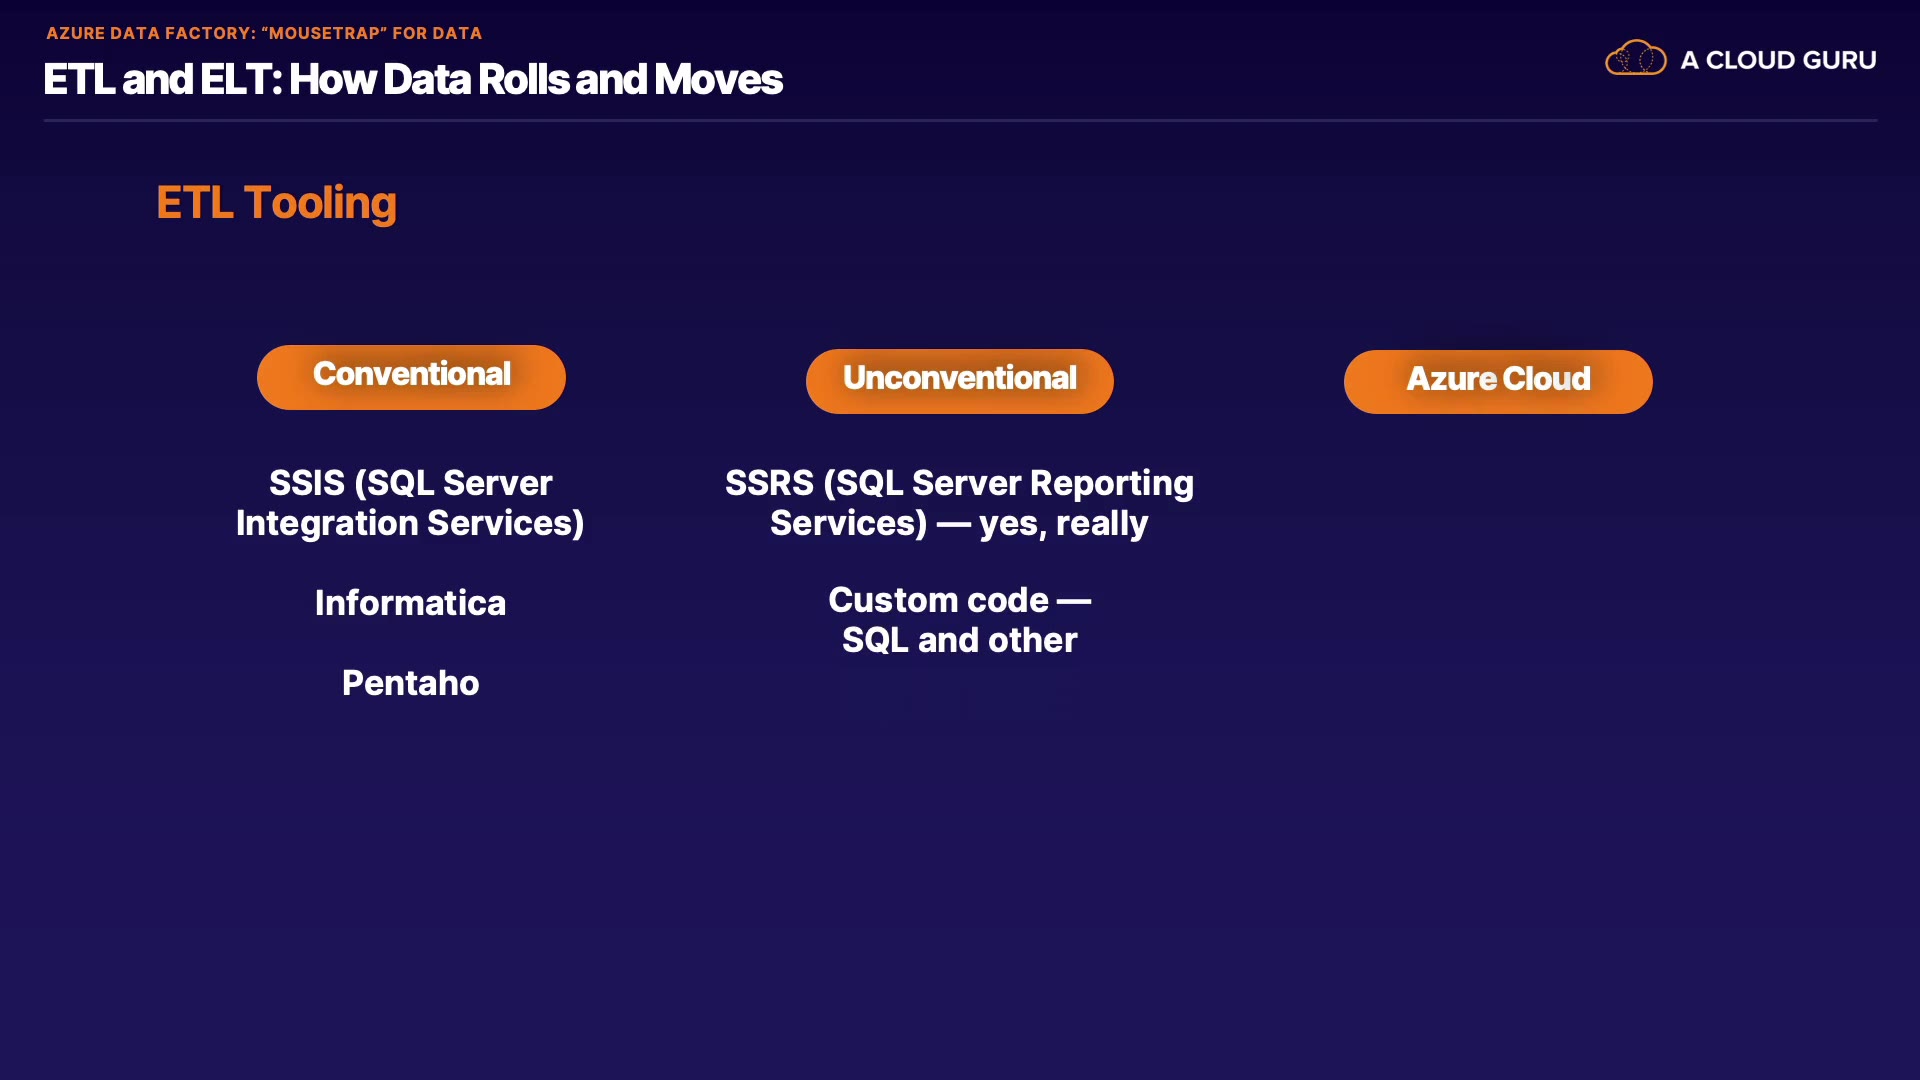 AZURE DATA FACTORY: “MOUSETRAP” FOR DATA
ETL and ELT: How Data Rolls and Moves
A CLOUD GURU
ETL Tooling
Conventional
SSIS (SQL Server
Integration Services)
Informatica
Pentaho
Unconventional
SSRS (SQL Server Reporting
Services) — yes, really
Custom code —
SQL and other
Azure Cloud